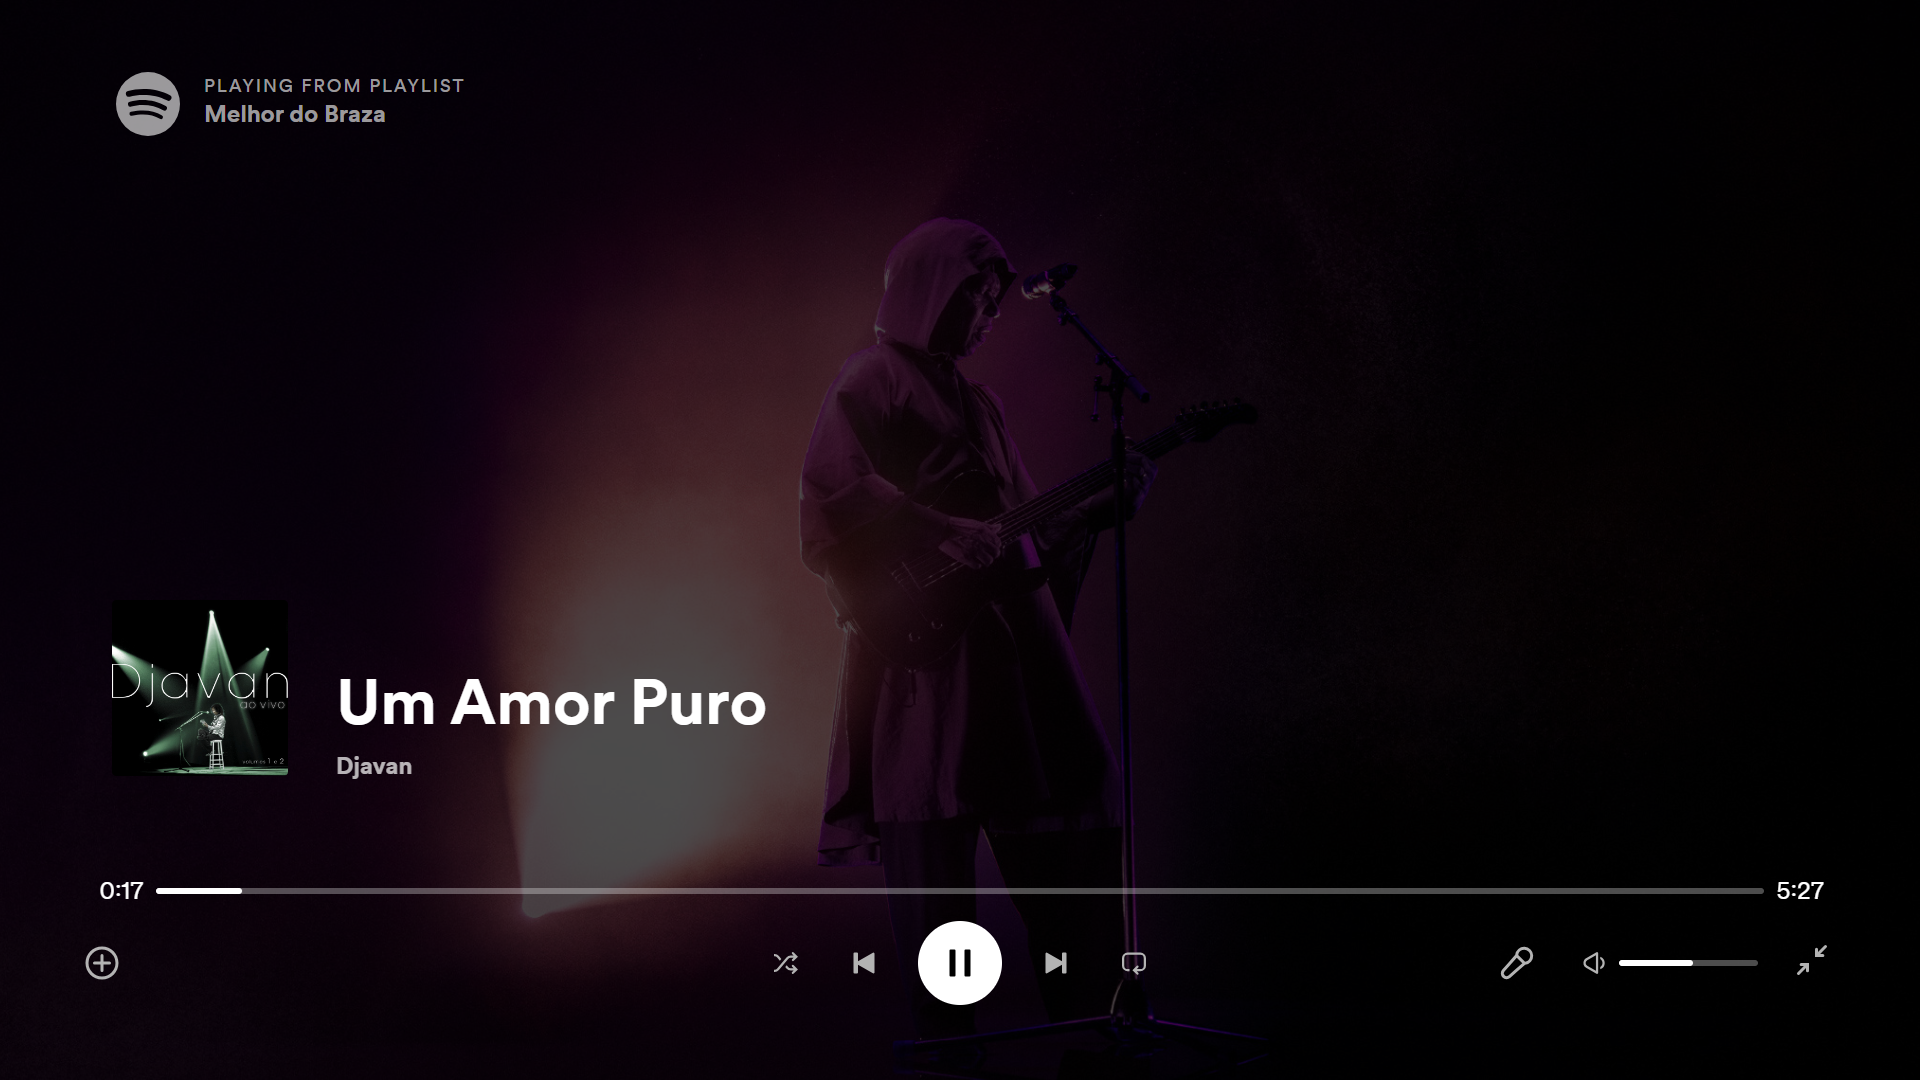 PLAYING FROM PLAYLIST
Melhor do Braza
Djavan
ao vivo
volumes 1 e 2
Um Amor Puro
Djavan
0:17
5:27